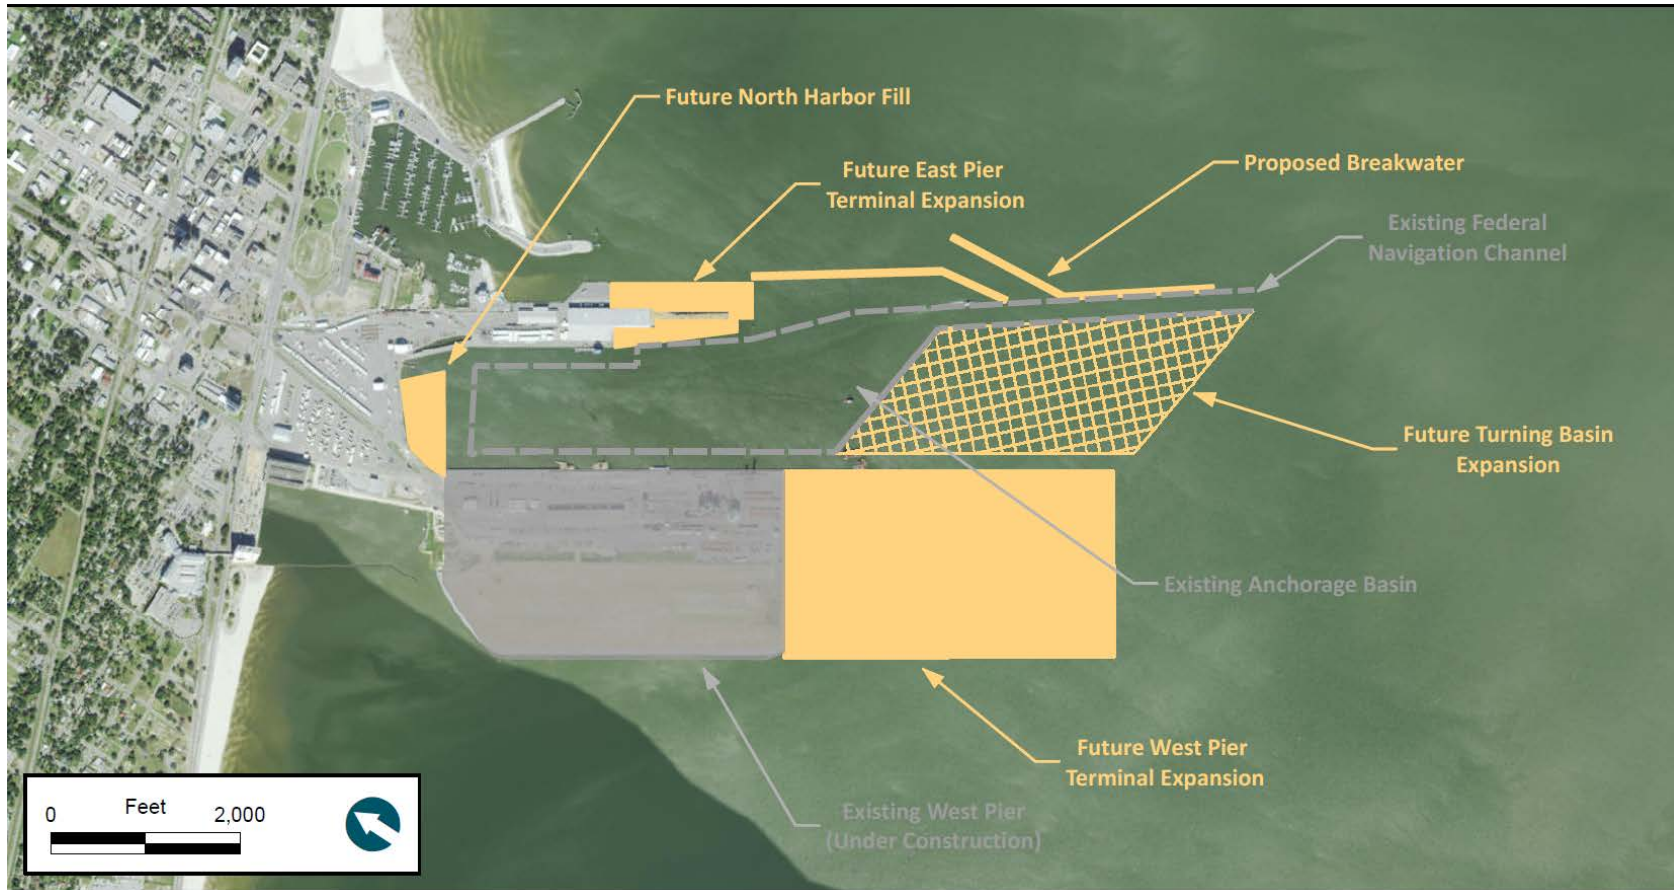 Future North Harbor Fill
Future East Pier
Terminal Expansion
Proposed Breakwater
Existing Federal
Navigation Channel
Future Turning Basin
Expansion
Existing Anchorage Basin
Future West Pier
Terminal Expansion
Existing West Pier
(Under Construction)
0 Feet 2,000